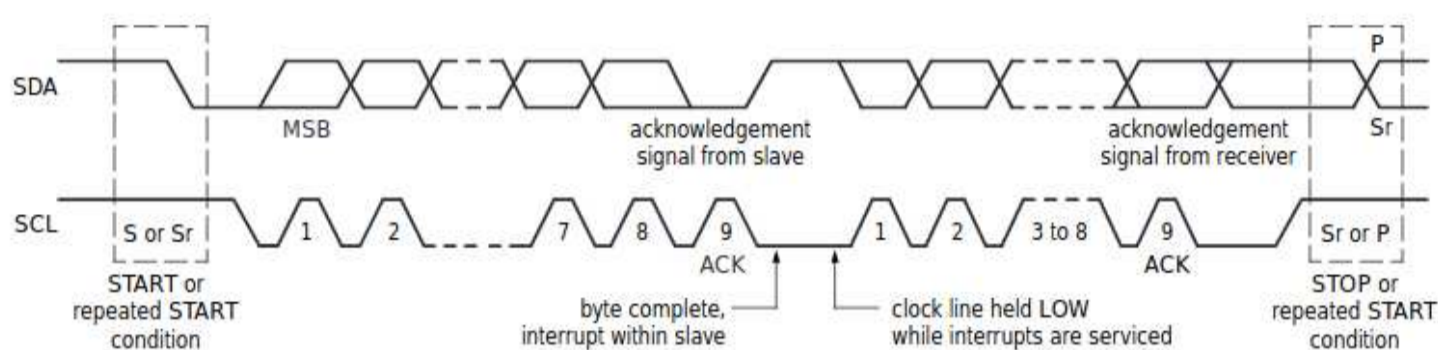 P
SDA
MSB
acknowledgement
signal from slave
acknowledgement
signal from receiver
Sr
SCL
S or Sr
1
2
7
8
9
1
2
3 to 8
9
Sr or P
ACK
ACK
START or
repeated START
condition
byte complete,
interrupt within slave
clock line held LOW
while interrupts are serviced
STOP or
repeated START
condition